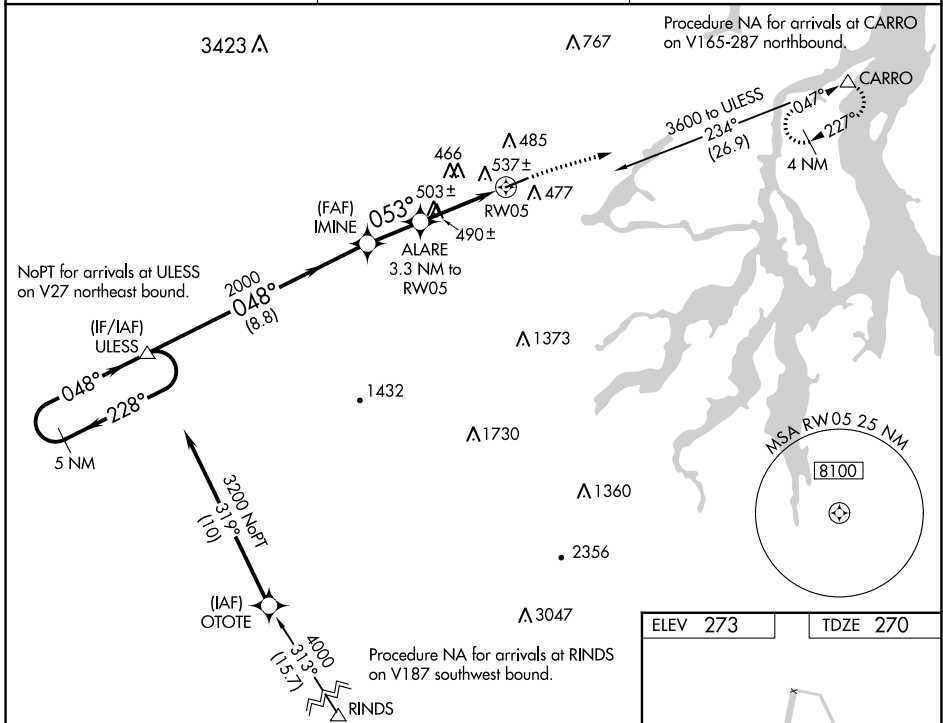 Procedure NA for arrivals at CARRO
on V165-287 northbound.
3423
767
CARRO
3600 to ULESS
234°
(26.9)
047°
227°
4 NM
485
466
537±
503±
477
RW05
053°
(FAF)
IMINE
490±
ALARE
3.3 NM to
RW05
NoPT for arrivals at ULESS
on V27 northeast bound.
2000
048°
(8.8)
(IF/IAF)
ULESS
048°
228°
5 NM
1373
1432
1730
MSA RW05 25 NM
8100
3200 NoPT
319°
(10)
1360
2356
(IAF)
OTOTE
3047
4000
313°
(15.7)
Procedure NA for arrivals at RINDS
on V187 southwest bound.
RINDS
ELEV 273
TDZE 270